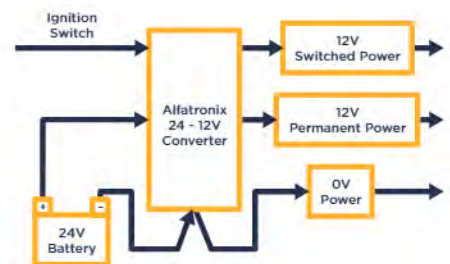 Ignition
Switch
12V
Switched Power
Alfatronix
24 - 12V
Converter
12V
Permanent Power
0V
Power
+
-
24V
Battery